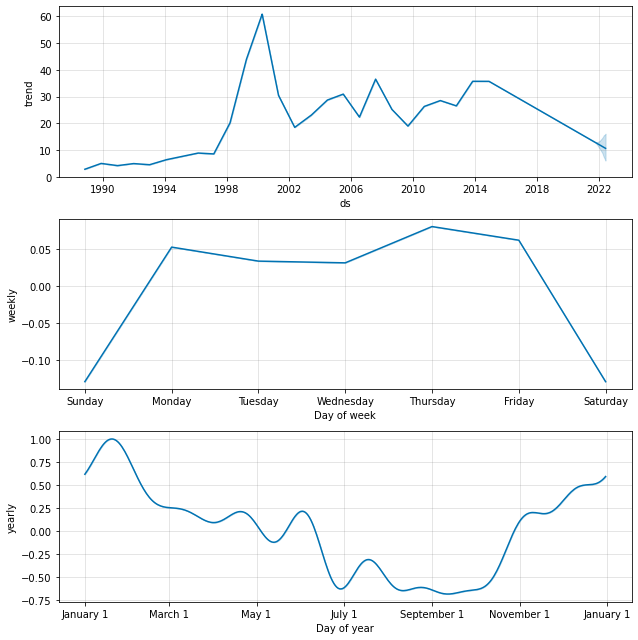 60
50
40
30
20
10
0
trend
1990 1994 1998 2002 2006 2010 2014 2018 2022
ds
0.05
0.00
−0.05
−0.10
weekly
Sunday Monday Tuesday Wednesday Thursday Friday Saturday
Day of week
1.00
0.75
0.50
0.25
0.00
−0.25
−0.50
−0.75
yearly
January 1 March 1 May 1 July 1 September 1 November 1 January 1
Day of year